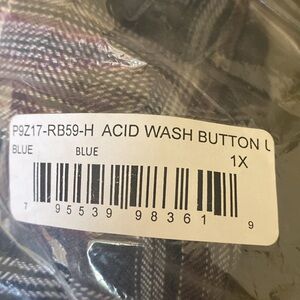 P9Z17-RB59-H ACID WASH BUTTON U
BLUE BLUE 1X
7 95539 98361 9